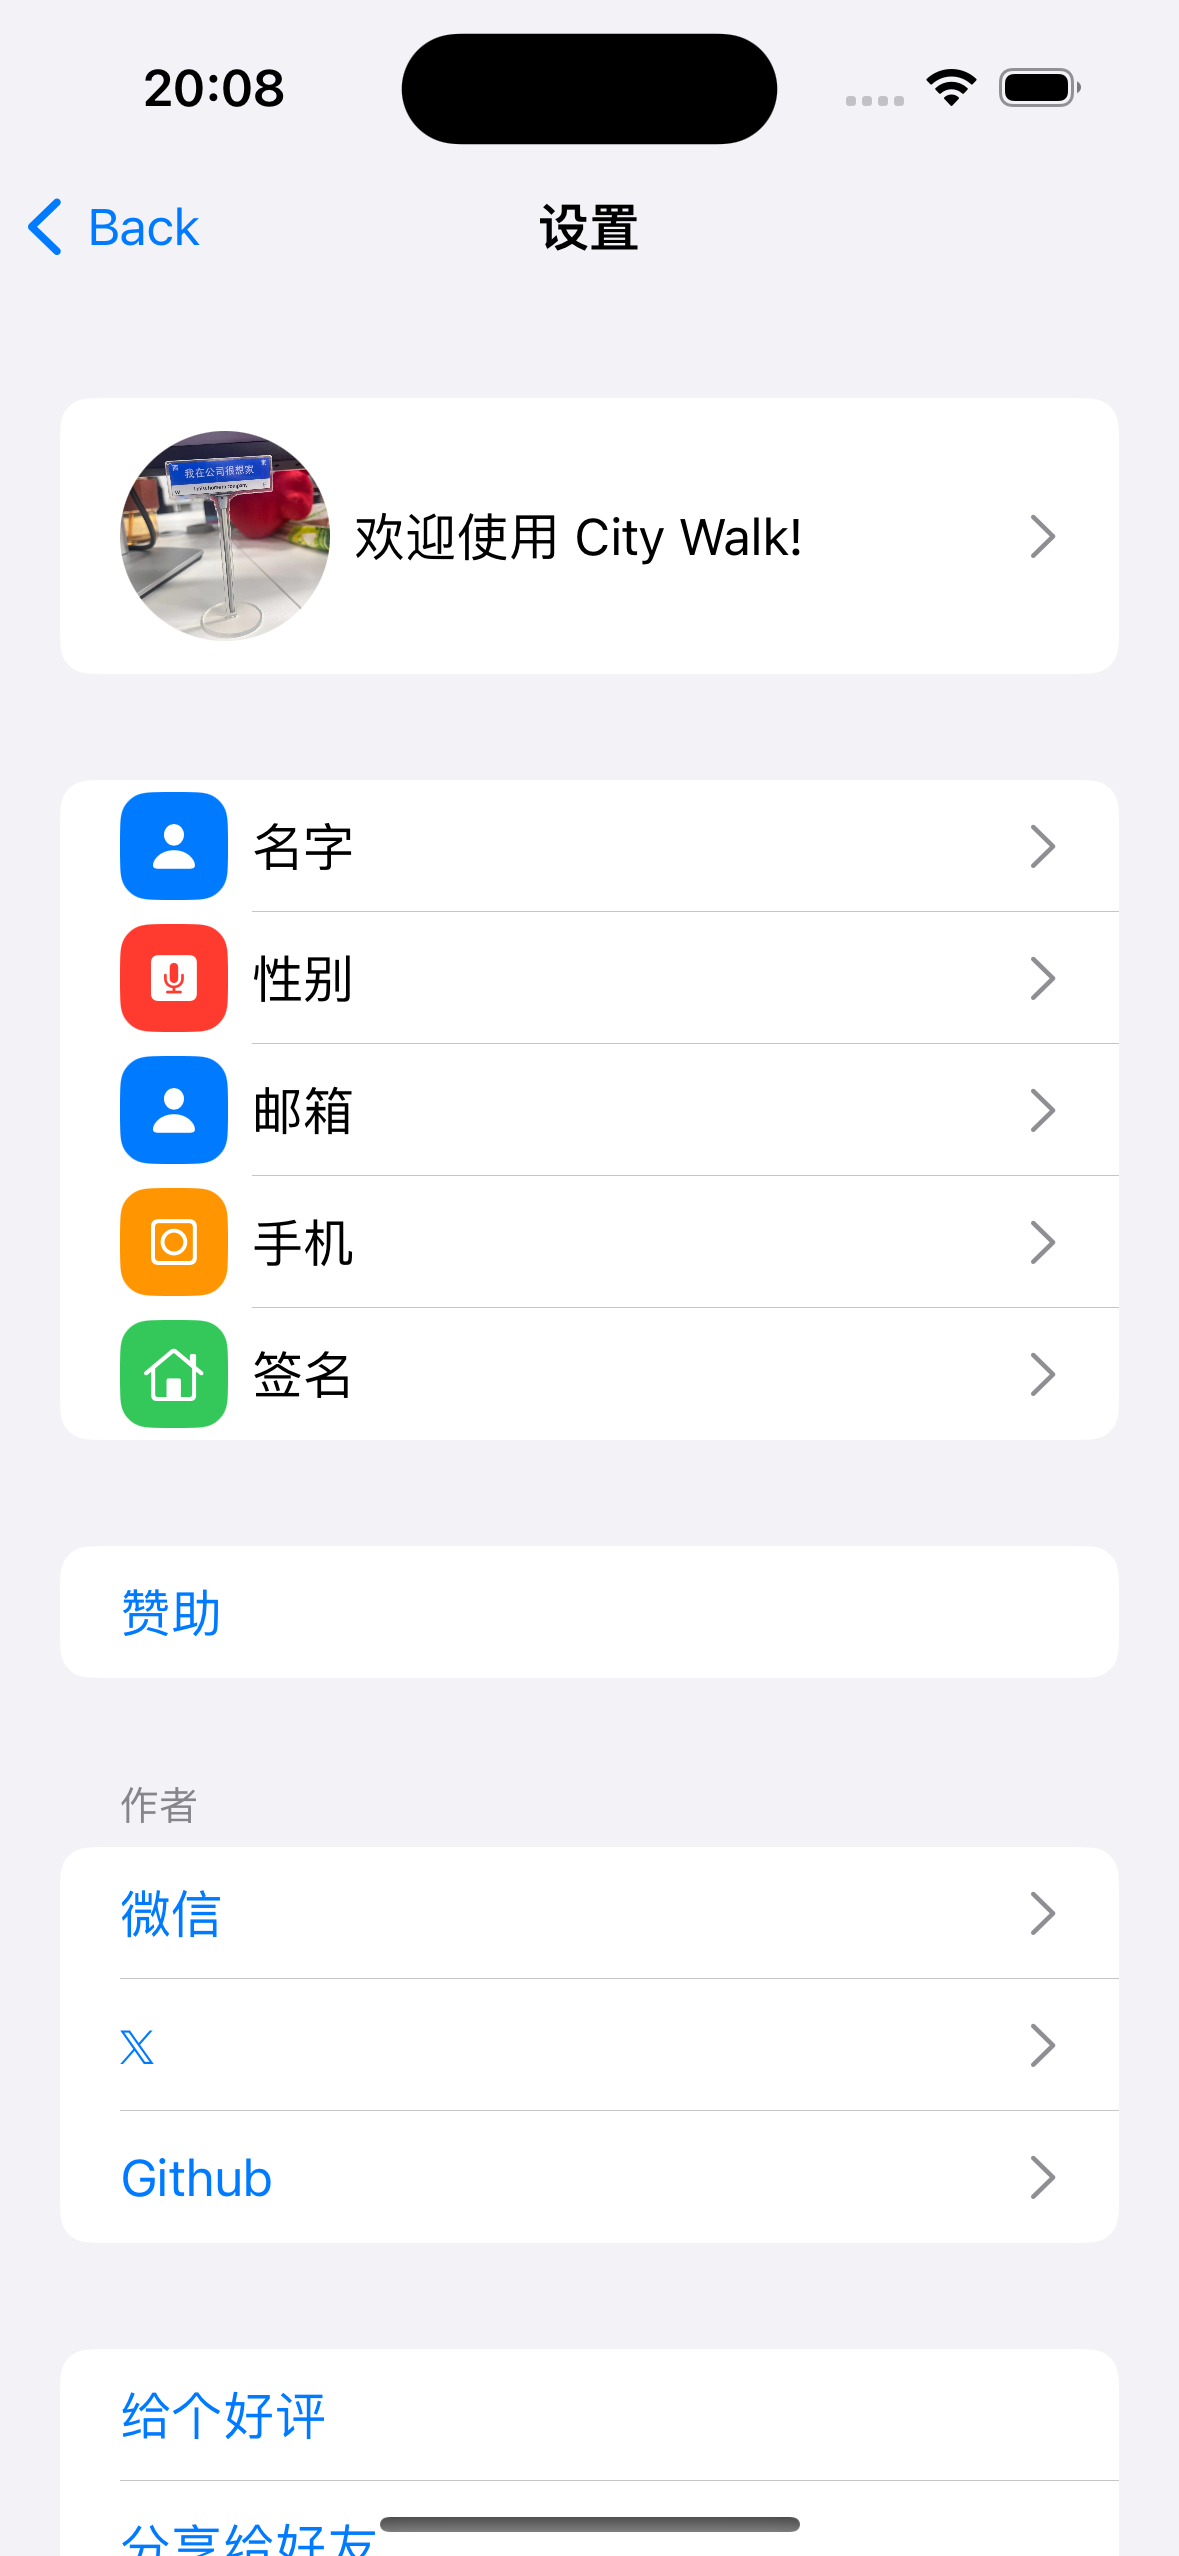 20:08
Back
设置
我在公司很想家
欢迎使用 City Walk!
名字
性别
邮箱
手机
签名
赞助
作者
微信
𝕏
Github
给个好评
分享给好友